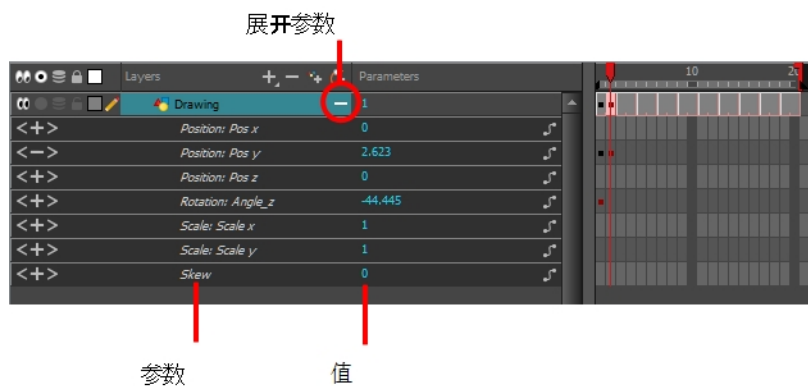 展开参数
Layers Parameters 10 20
Drawing 1
Position: Pos x 0
Position: Pos y 2.623
Position: Pos z 0
Rotation: Angle_z -44.445
Scale: Scale x 1
Scale: Scale y 1
Skew 0
参数 值